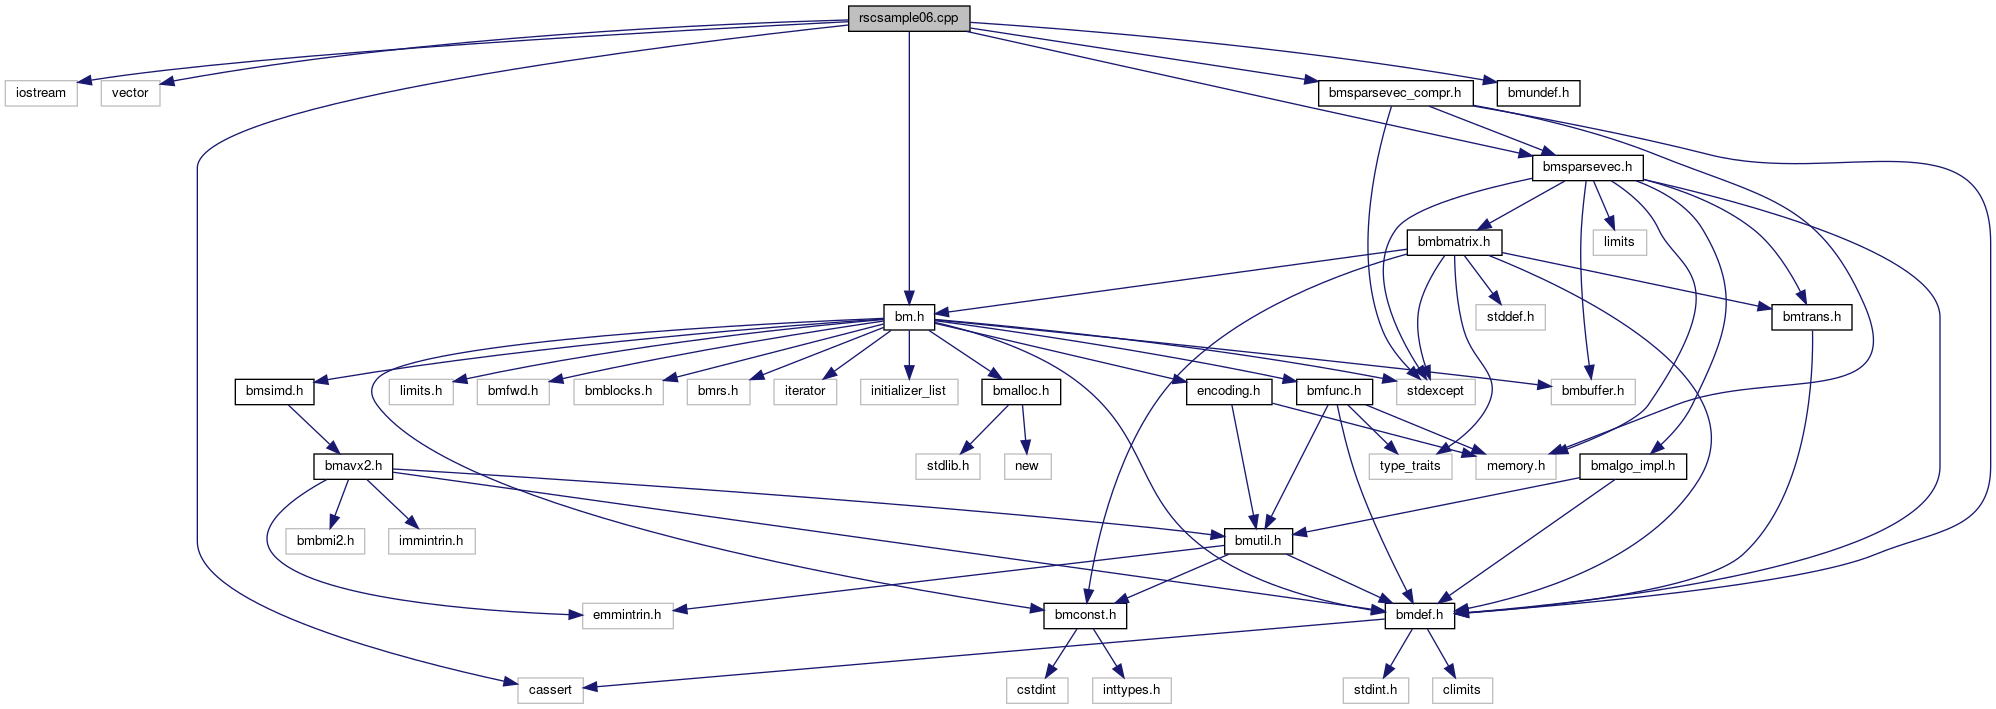 rscsample06.cpp
iostream
vector
bmsparsevec_compr.h
bmundef.h
bmsparsevec.h
bmbmatrix.h
limits
bm.h
stddef.h
bmtrans.h
bmsimd.h
limits.h
bmfwd.h
bmblocks.h
bmrs.h
iterator
initializer_list
bmalloc.h
encoding.h
bmfunc.h
stdexcept
bmbuffer.h
bmavx2.h
stdlib.h
new
type_traits
memory.h
bmalgo_impl.h
bmbmi2.h
immintrin.h
bmutil.h
emmintrin.h
bmconst.h
bmdef.h
cassert
cstdint
inttypes.h
stdint.h
climits